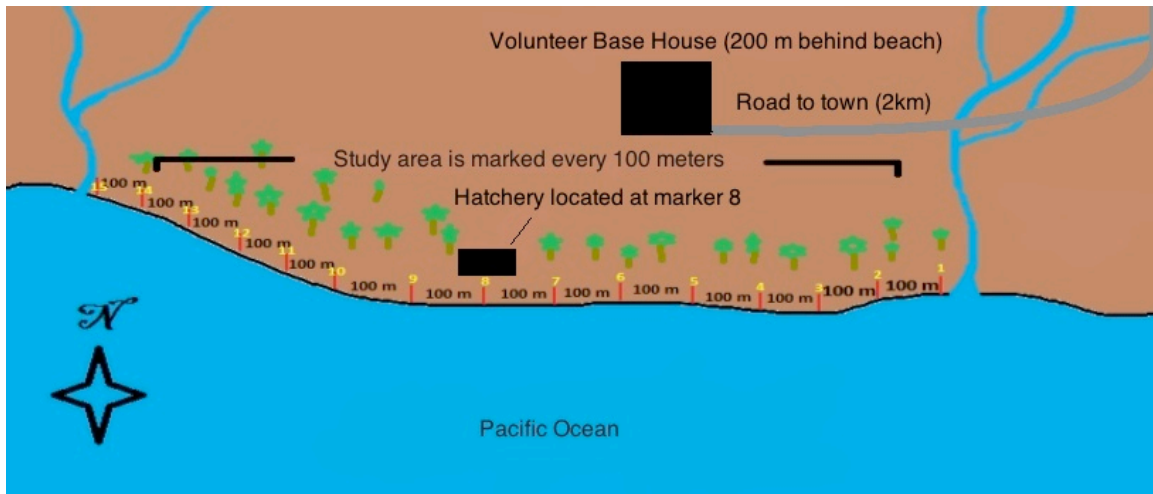 Volunteer Base House (200 m behind beach)
Road to town (2km)
Study area is marked every 100 meters
Hatchery located at marker 8
15 100 m 14 100 m 13 100 m 12 100 m 11 100 m 10 100 m 9 100 m 8 100 m 7 100 m 6 100 m 5 100 m 4 100 m 3 100 m 2 100 m 1
N
Pacific Ocean